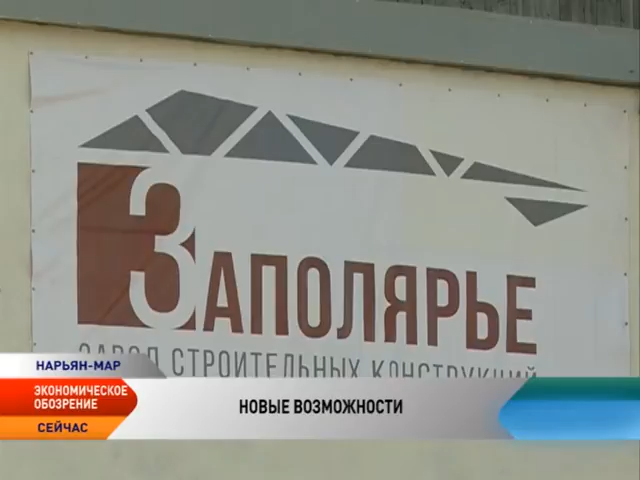 ЗАПОЛЯРЬЕ
ЗАВОД СТРОИТЕЛЬНЫХ КОНСТРУКЦИЙ
НАРЬЯН-МАР
ЭКОНОМИЧЕСКОЕ
ОБОЗРЕНИЕ
НОВЫЕ ВОЗМОЖНОСТИ
СЕЙЧАС